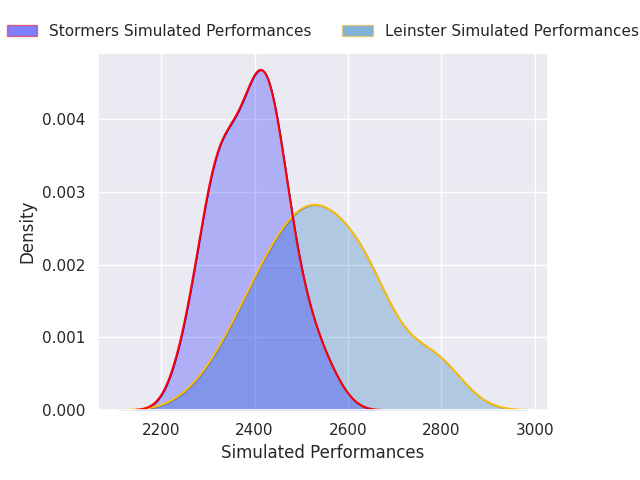 Stormers Simulated Performances Leinster Simulated Performances
0.004
0.003
0.002
0.001
0.000
Density
2200 2400 2600 2800 3000
Simulated Performances